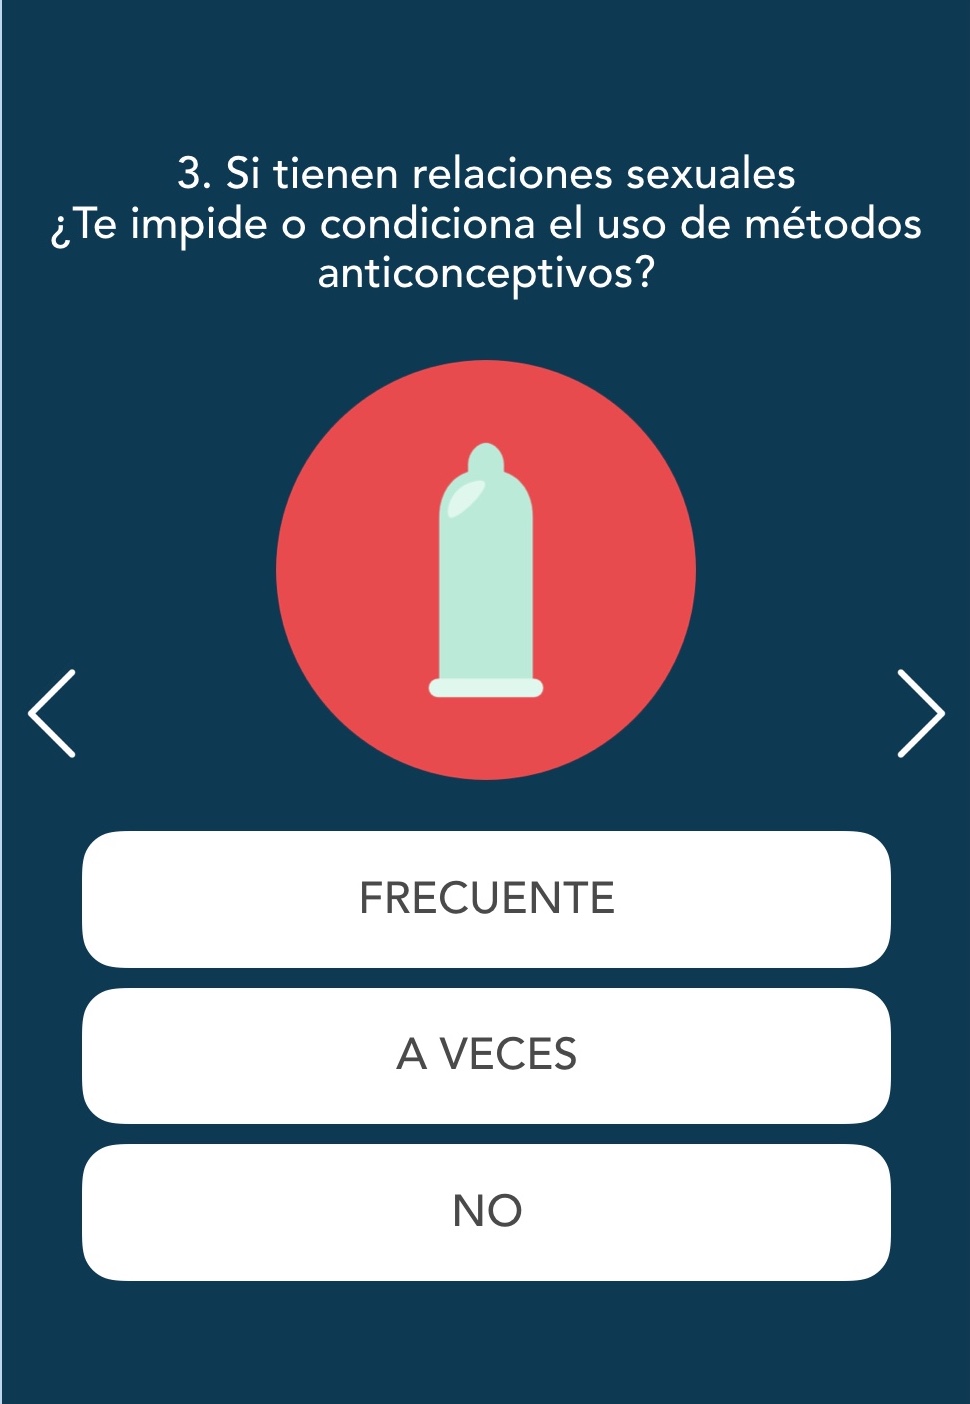 3. Si tienen relaciones sexuales
¿Te impide o condiciona el uso de métodos
anticonceptivos?
FRECUENTE
A VECES
NO